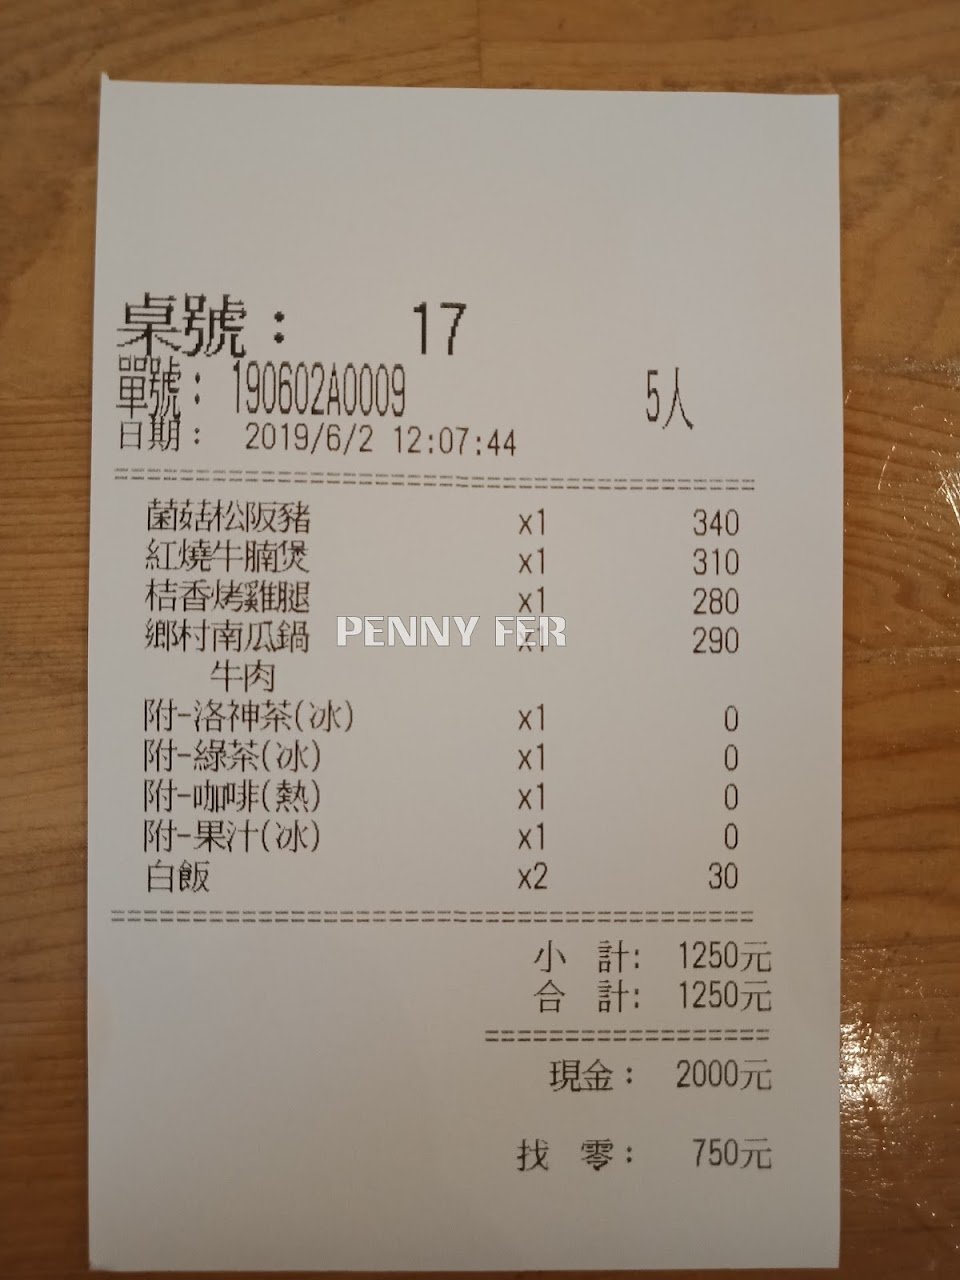 桌號： 17
單號： 190602A0009 5人
日期： 2019/6/2 12:07:44
菌菇松阪豬 x1 340
紅燒牛腩煲 x1 310
桔香烤雞腿 x1 280
鄉村南瓜鍋 x1 290
PENNY FER
牛肉
附-洛神茶(冰) x1 0
附-綠茶(冰) x1 0
附-咖啡(熱) x1 0
附-果汁(冰) x1 0
白飯 x2 30
小 計: 1250元
合 計: 1250元
現金： 2000元
找 零： 750元